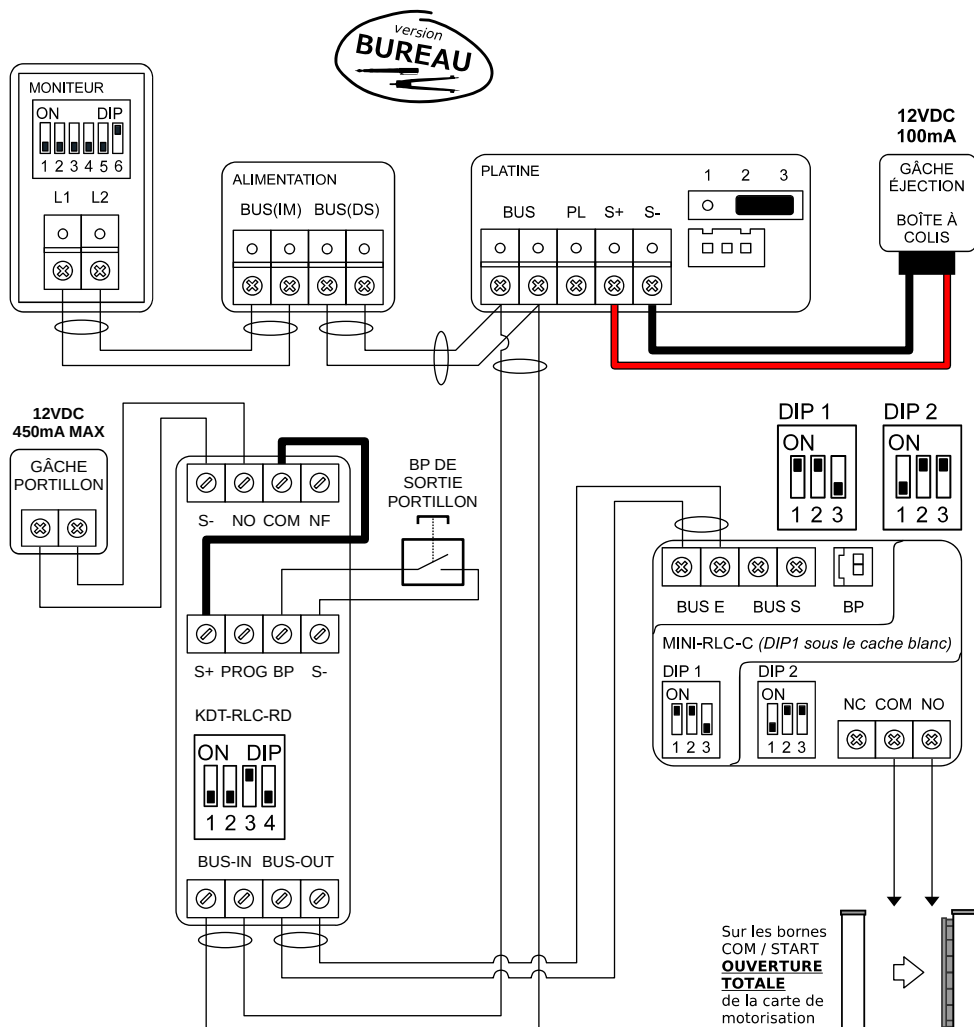 version
BUREAU
MONITEUR
ON DIP
1 2 3 4 5 6
L1 L2
ALIMENTATION
BUS(IM) BUS(DS)
PLATINE
1 2 3
BUS PL S+ S-
12VDC
100mA
GÂCHE
ÉJECTION
BOÎTE À
COLIS
12VDC
450mA MAX
GÂCHE
PORTILLON
S- NO COM NF
BP DE
SORTIE
PORTILLON
S+ PROG BP S-
KDT-RLC-RD
ON DIP
1 2 3 4
BUS-IN BUS-OUT
DIP 1
ON
1 2 3
DIP 2
ON
1 2 3
BUS E BUS S BP
MINI-RLC-C (DIP1 sous le cache blanc)
DIP 1
ON
1 2 3
DIP 2
ON
1 2 3
NC COM NO
Sur les bornes
COM / START
OUVERTURE
TOTALE
de la carte de
motorisation